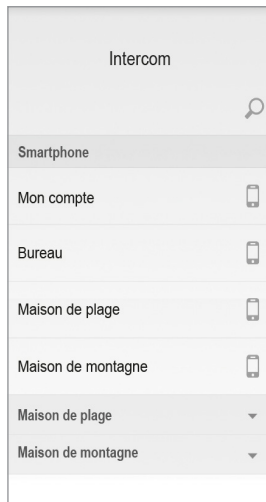 Intercom
Smartphone
Mon compte
Bureau
Maison de plage
Maison de montagne
Maison de plage
Maison de montagne